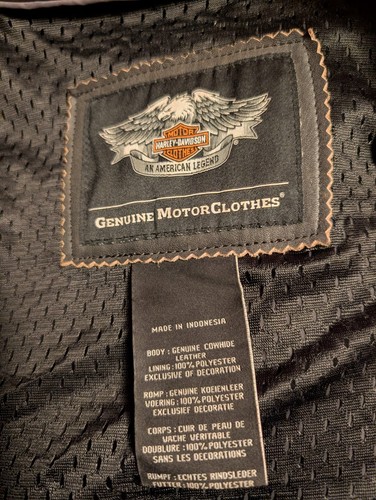 MOTOR
HARLEY-DAVIDSON
CLOTHES
AN AMERICAN LEGEND
GENUINE MOTORCLOTHES®
MADE IN INDONESIA
BODY : GENUINE COWHIDE
LEATHER
LINING : 100% POLYESTER
EXCLUSIVE OF DECORATION
ROMP : GENUINE KOEIENLEER
VOERING : 100% POLYESTER
EXCLUSIEF DECORATIE
CORPS : CUIR DE PEAU DE
VACHE VERITABLE
DOUBLURE : 100% POLYESTER
SANS LES DECORATIONS
RUMPF : ECHTES RINDSLEDER
FUTTER : 100% POLYESTER